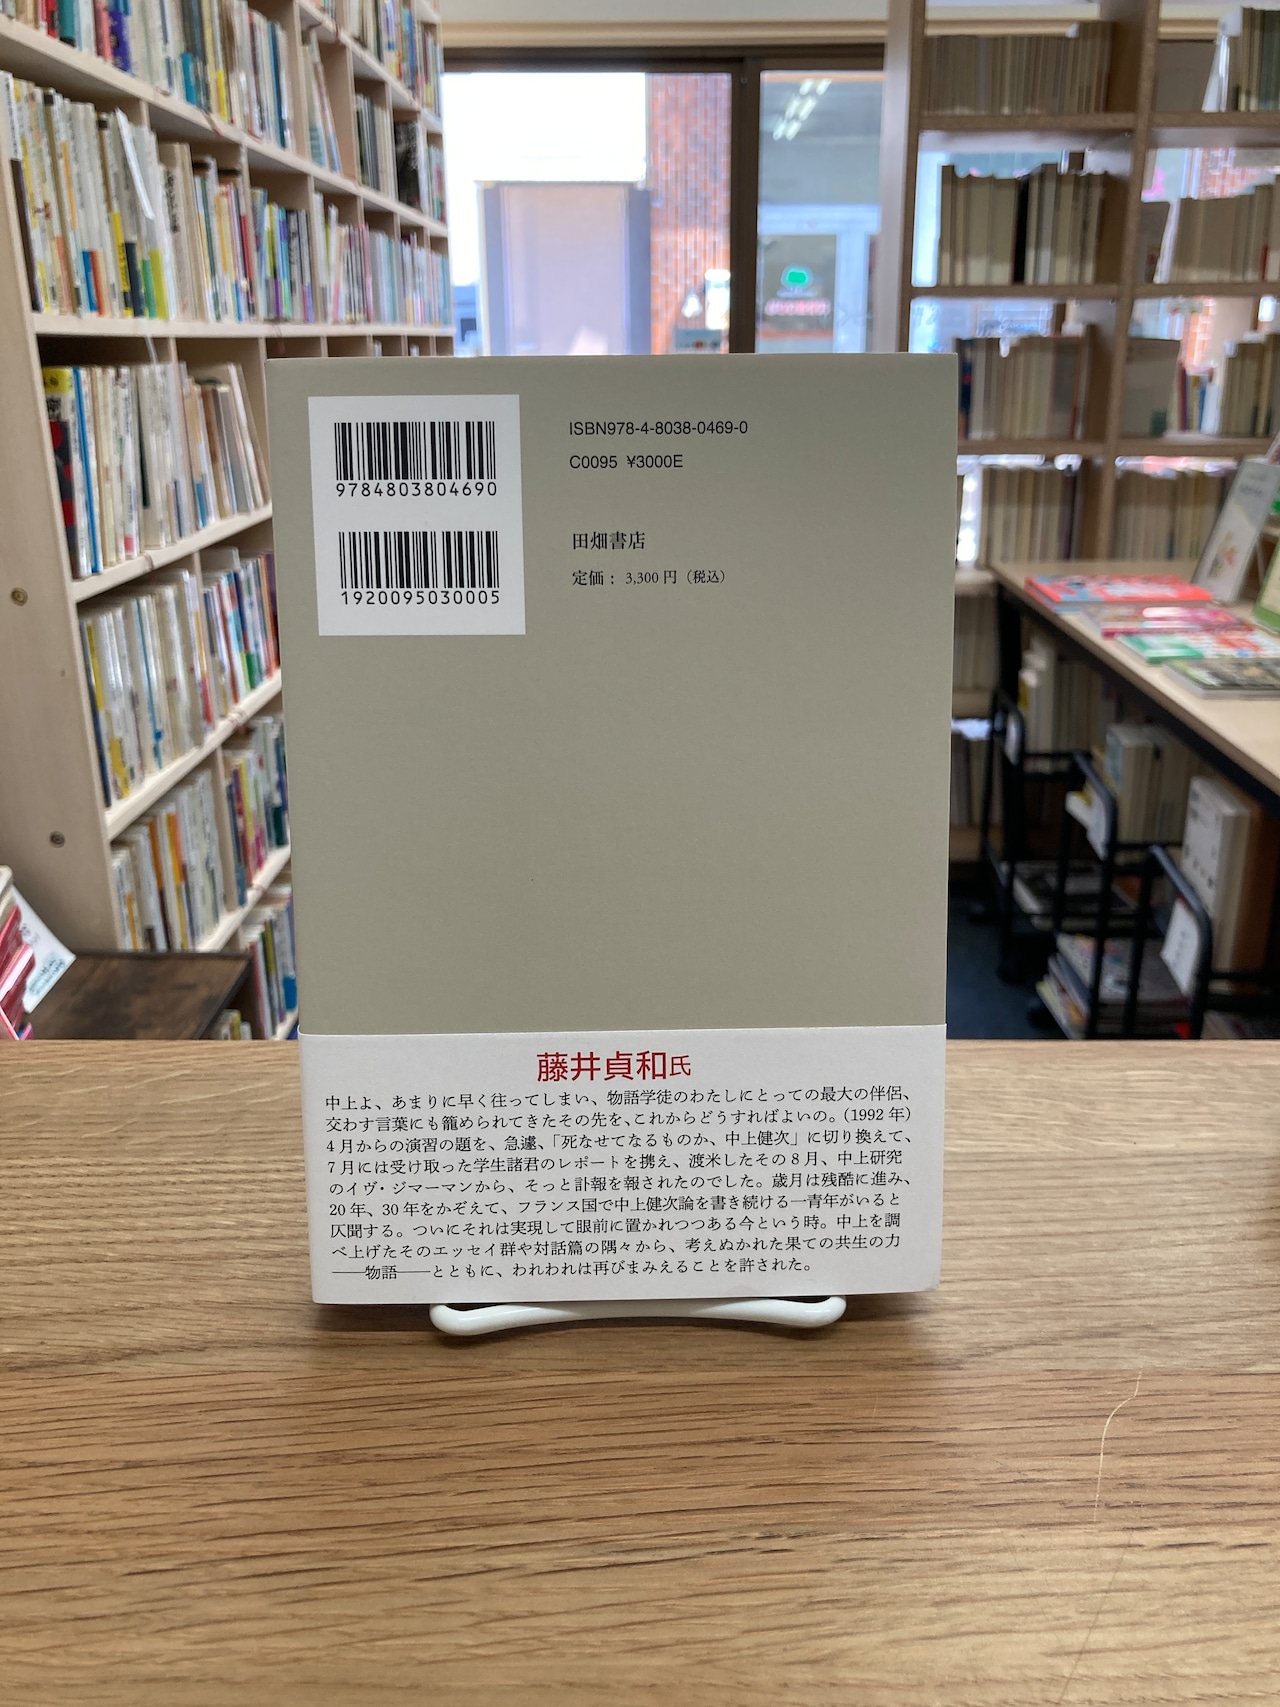 9784803804690
1920095030005
ISBN978-4-8038-0469-0
C0095 ¥3000E
田畑書店
定価：3,300円（税込）
藤井貞和氏
中上よ、あまりに早く往ってしまい、物語学徒のわたしにとっての最大の伴侶、
交わす言葉にも籠められてきたその先を、これからどうすればよいの。（1992年）
4月からの演習の題を、急遽、「死なせてなるものか、中上健次」に切り換えて、
7月には受け取った学生諸君のレポートを携え、渡米したその8月、中上研究
のイヴ・ジマーマンから、そっと訃報を報されたのでした。歳月は残酷に進み、
20年、30年をかぞえて、フランス国で中上健次論を書き続ける一青年がいると
仄聞する。ついにそれは実現して眼前に置かれつつある今という時。中上を調
べ上げたそのエッセイ群や対話篇の隅々から、考えぬかれた果ての共生の力
——物語——とともに、われわれは再びまみえることを許された。